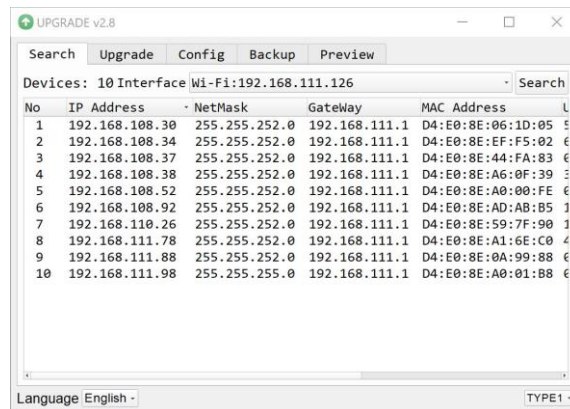 UPGRADE v2.8
Search Upgrade Config Backup Preview
Devices: 10 Interface Wi-Fi:192.168.111.126 Search
No IP Address NetMask GateWay MAC Address
1 192.168.108.30 255.255.252.0 192.168.111.1 D4:E0:8E:06:1D:05
2 192.168.108.34 255.255.252.0 192.168.111.1 D4:E0:8E:EF:F5:02
3 192.168.108.37 255.255.252.0 192.168.111.1 D4:E0:8E:44:FA:83
4 192.168.108.38 255.255.252.0 192.168.111.1 D4:E0:8E:A6:0F:39
5 192.168.108.52 255.255.252.0 192.168.111.1 D4:E0:8E:A0:00:FE
6 192.168.108.92 255.255.252.0 192.168.111.1 D4:E0:8E:AD:AB:B5
7 192.168.110.26 255.255.252.0 192.168.111.1 D4:E0:8E:59:7F:90
8 192.168.111.78 255.255.252.0 192.168.111.1 D4:E0:8E:A1:6E:C0
9 192.168.111.88 255.255.252.0 192.168.111.1 D4:E0:8E:0A:99:88
10 192.168.111.98 255.255.255.0 192.168.111.1 D4:E0:8E:A0:01:B8
Language English TYPE1